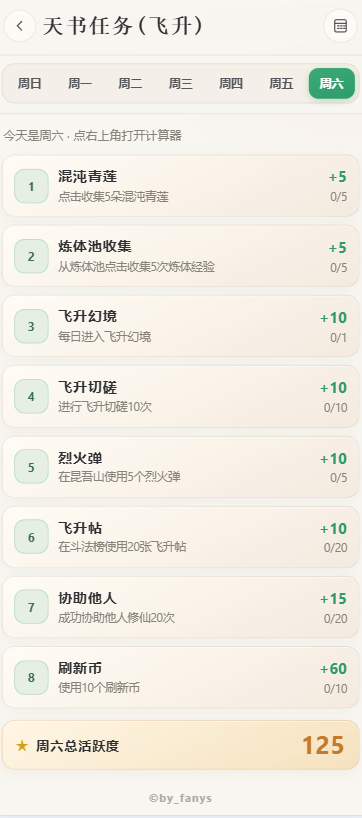 天书任务(飞升)
周日 周一 周二 周三 周四 周五 周六
今天是周六 · 点右上角打开计算器
1 混沌青莲 +5
点击收集5朵混沌青莲 0/5
2 炼体池收集 +5
从炼体池点击收集5次炼体经验 0/5
3 飞升幻境 +10
每日进入飞升幻境 0/1
4 飞升切磋 +10
进行飞升切磋10次 0/10
5 烈火弹 +10
在昆吾山使用5个烈火弹 0/5
6 飞升帖 +10
在斗法榜使用20张飞升帖 0/20
7 协助他人 +15
成功协助他人修仙20次 0/20
8 刷新币 +60
使用10个刷新币 0/10
★ 周六总活跃度 125
©by_fanys